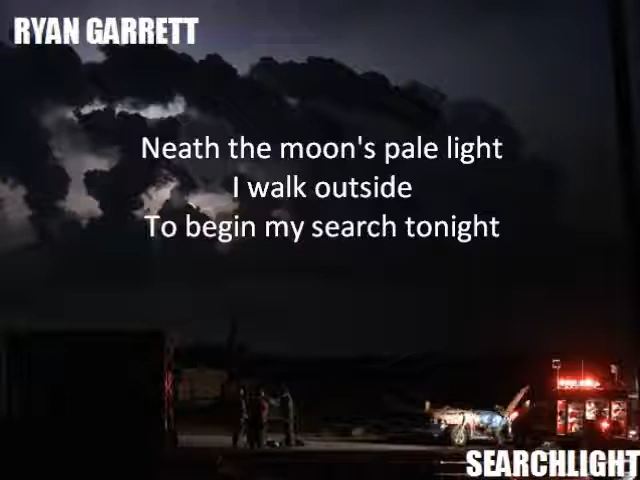 RYAN GARRETT
Neath the moon's pale light
I walk outside
To begin my search tonight
SEARCHLIGHT